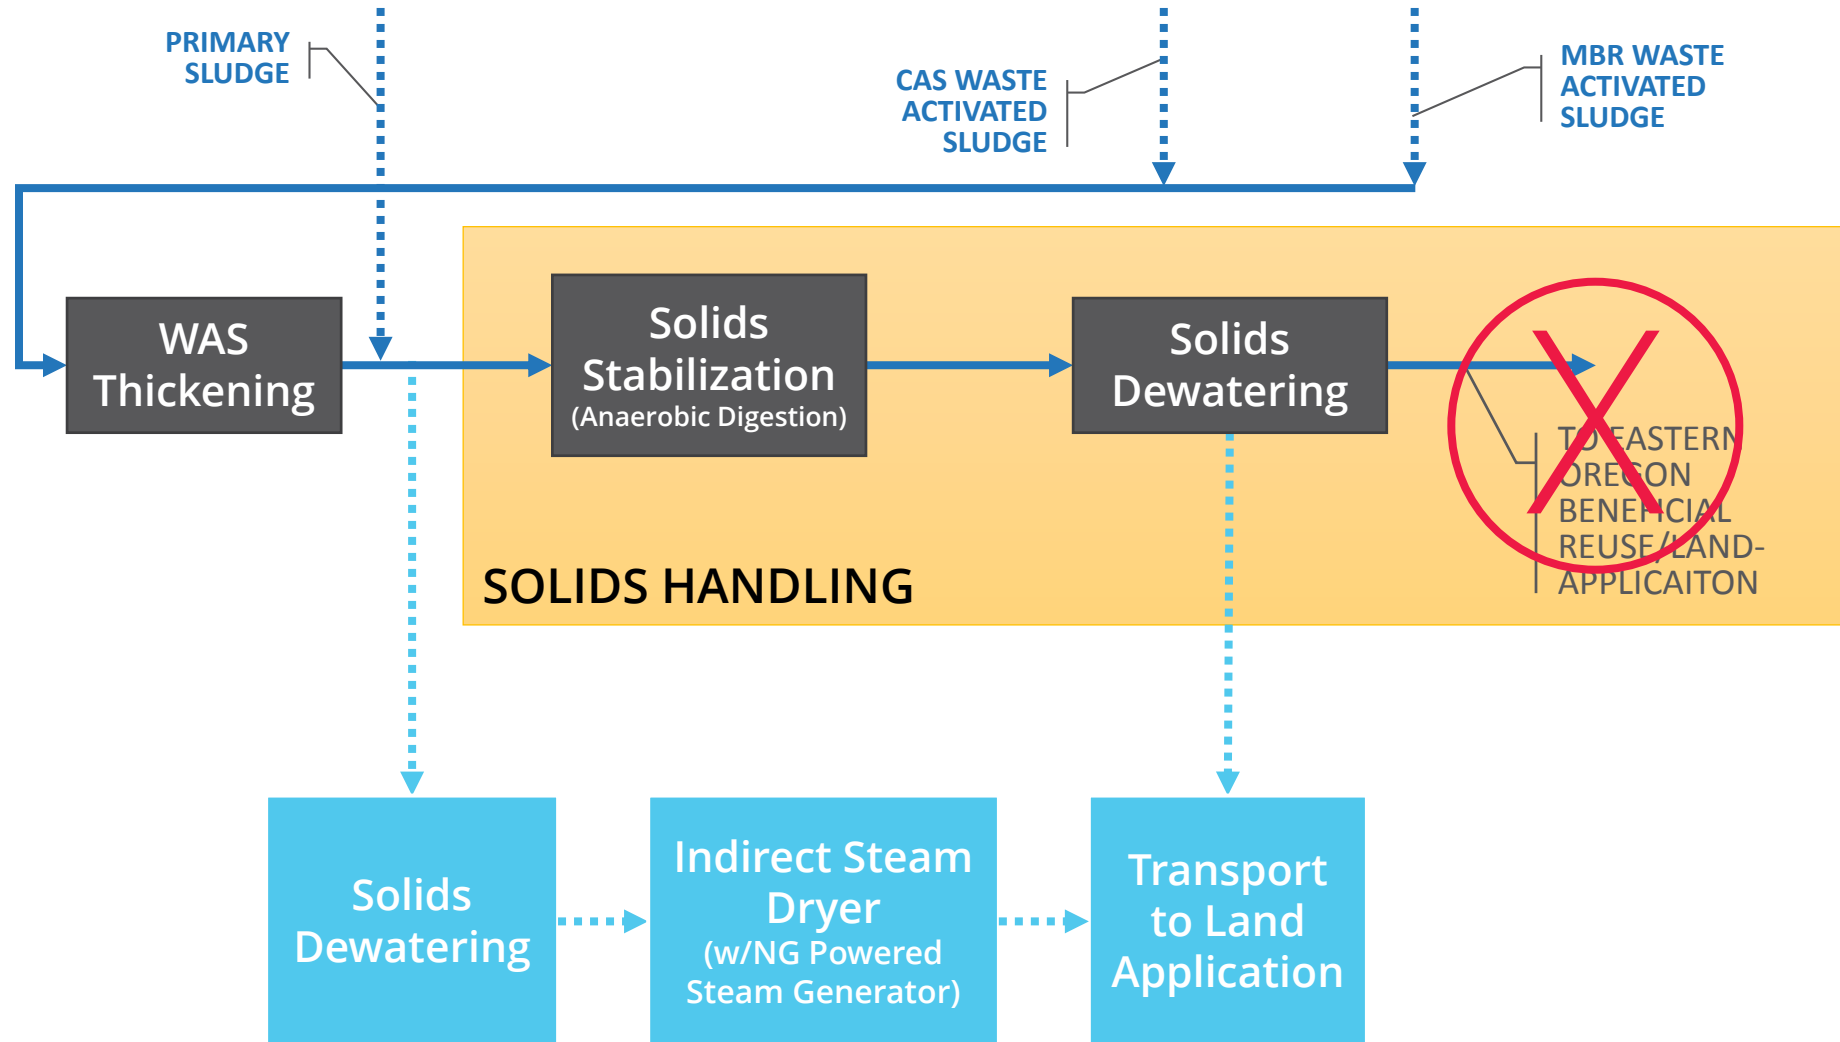 PRIMARY
SLUDGE
CAS WASTE
ACTIVATED
SLUDGE
MBR WASTE
ACTIVATED
SLUDGE
WAS
Thickening
Solids
Stabilization
(Anaerobic Digestion)
Solids
Dewatering
TO EASTERN
OREGON
BENEFICIAL
REUSE/LAND-
APPLICAITON
SOLIDS HANDLING
Solids
Dewatering
Indirect Steam
Dryer
(w/NG Powered
Steam Generator)
Transport
to Land
Application